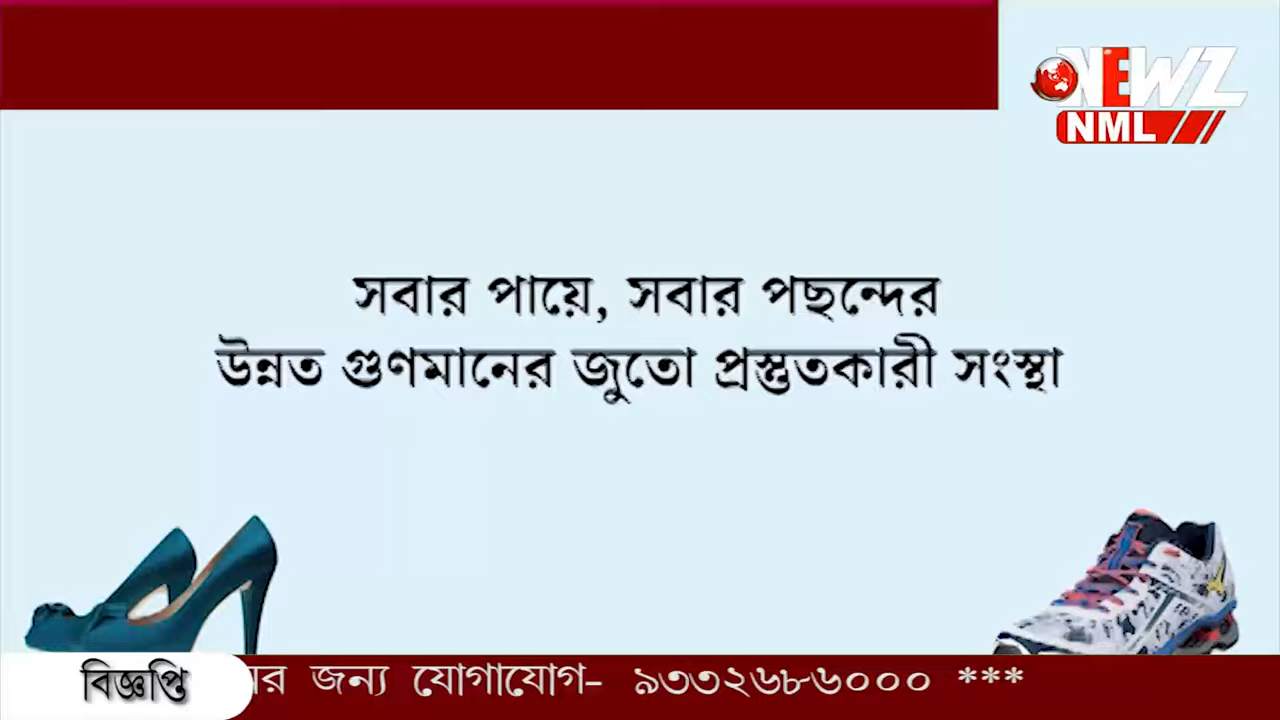 NEWZ
NML
সবার পায়ে, সবার পছন্দের
উন্নত গুণমানের জুতো প্রস্তুতকারী সংস্থা
বিজ্ঞপ্তি
জন্য যোগাযোগ- ৯৩৩২৬৮৬০০০ ***